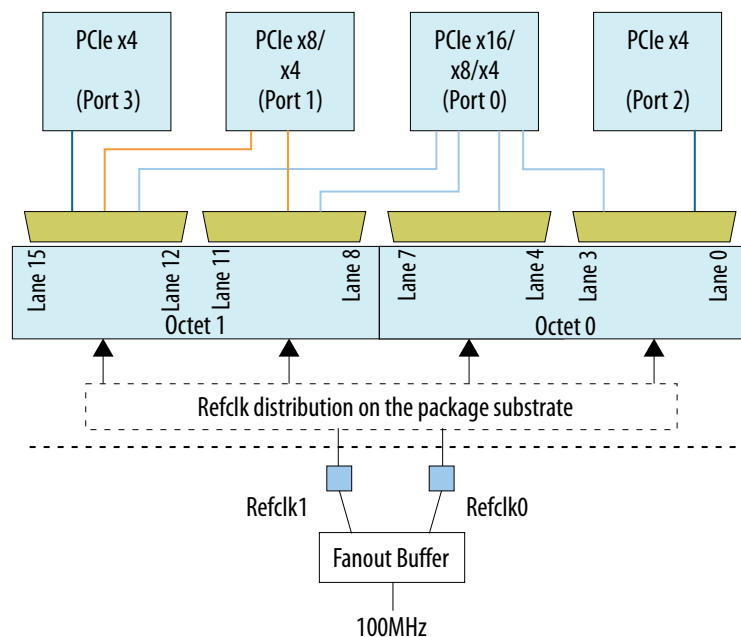 PCIe x4
(Port 3)
PCIe x8/
x4
(Port 1)
PCIe x16/
x8/x4
(Port 0)
PCIe x4
(Port 2)
Lane 15
Lane 12
Lane 11
Lane 8
Lane 7
Lane 4
Lane 3
Lane 0
Octet 1
Octet 0
Refclk distribution on the package substrate
Refclk1
Refclk0
Fanout Buffer
100MHz